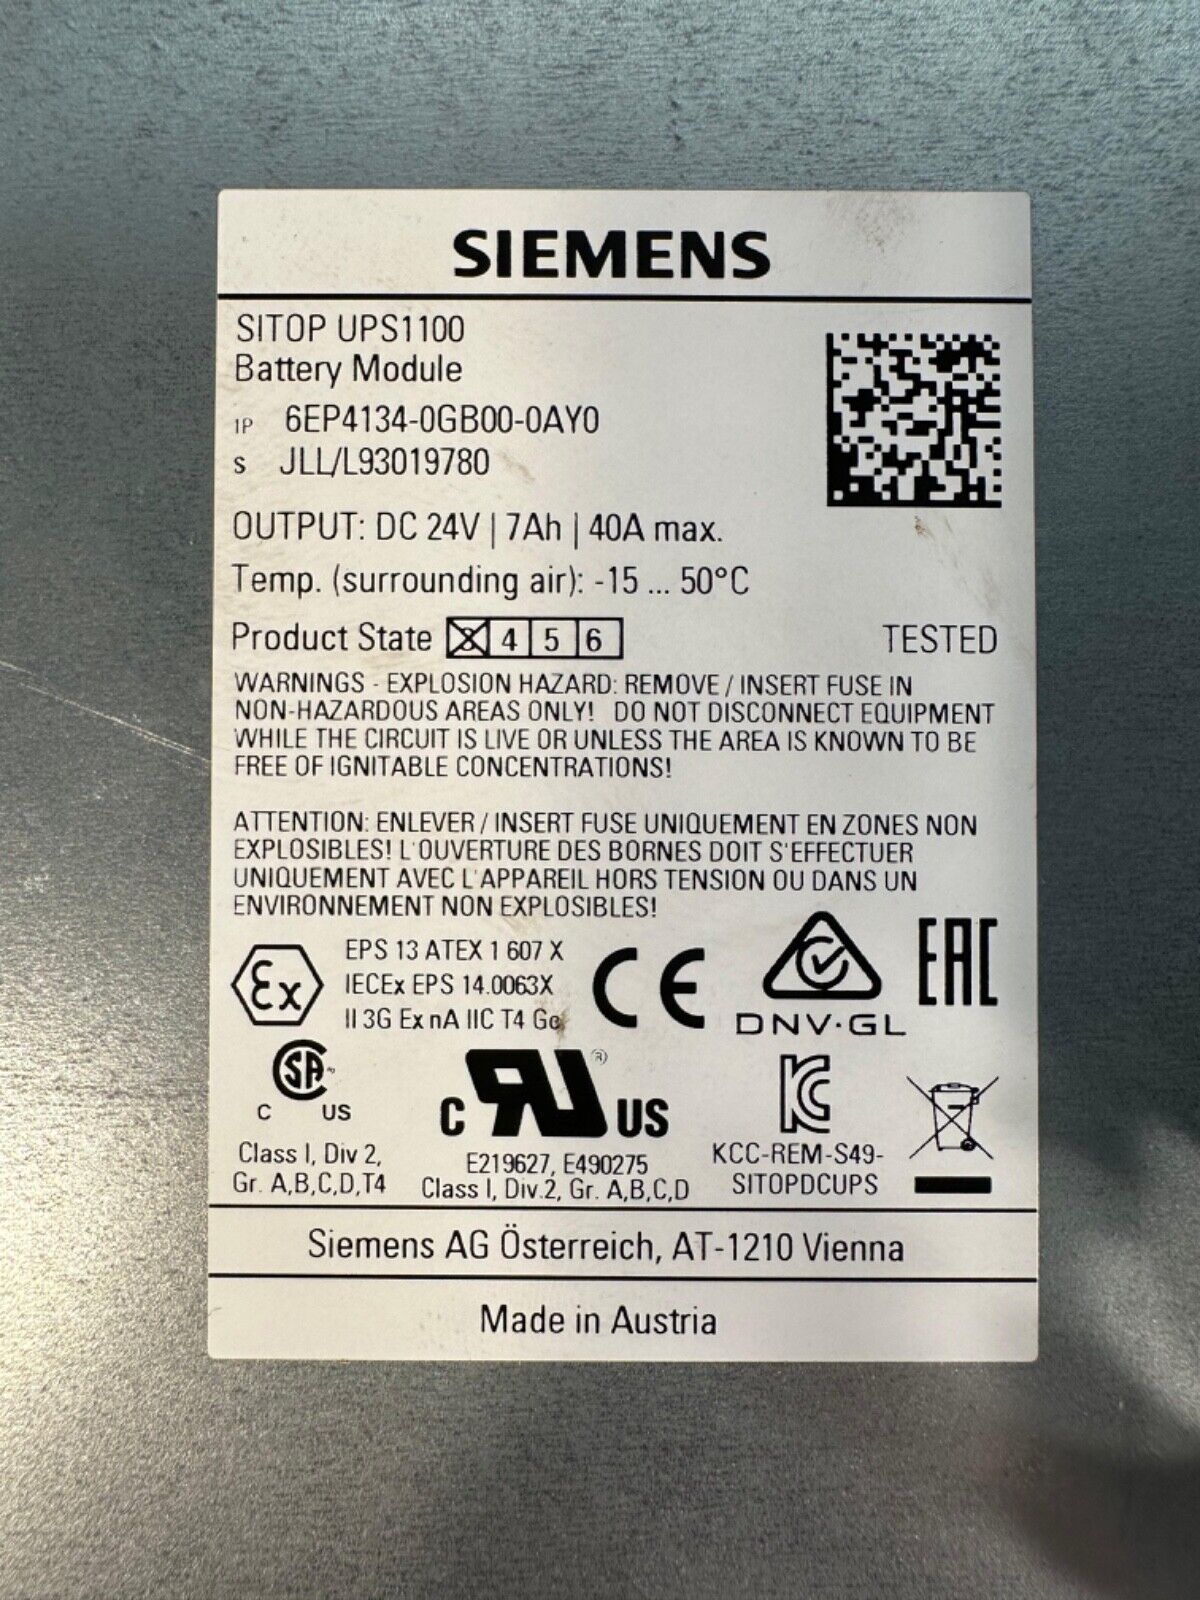 SIEMENS
SITOP UPS1100
Battery Module
1P 6EP4134-0GB00-0AY0
S JLL/L93019780
OUTPUT: DC 24V | 7Ah | 40A max.
Temp. (surrounding air): -15 ... 50°C
Product State 3 4 5 6 TESTED
WARNINGS - EXPLOSION HAZARD: REMOVE / INSERT FUSE IN
NON-HAZARDOUS AREAS ONLY! DO NOT DISCONNECT EQUIPMENT
WHILE THE CIRCUIT IS LIVE OR UNLESS THE AREA IS KNOWN TO BE
FREE OF IGNITABLE CONCENTRATIONS!
ATTENTION: ENLEVER / INSERT FUSE UNIQUEMENT EN ZONES NON
EXPLOSIBLES! L'OUVERTURE DES BORNES DOIT S'EFFECTUER
UNIQUEMENT AVEC L'APPAREIL HORS TENSION OU DANS UN
ENVIRONNEMENT NON EXPLOSIBLES!
Ex
EPS 13 ATEX 1 607 X
IECEx EPS 14.0063X
II 3G Ex nA IIC T4 Gc
CE
DNV·GL
EAC
SA
C US
Class I, Div 2,
Gr. A,B,C,D,T4
C RU ® US
E219627, E490275
Class I, Div.2, Gr. A,B,C,D
KC
KCC-REM-S49-
SITOPDCUPS
Siemens AG Österreich, AT-1210 Vienna
Made in Austria